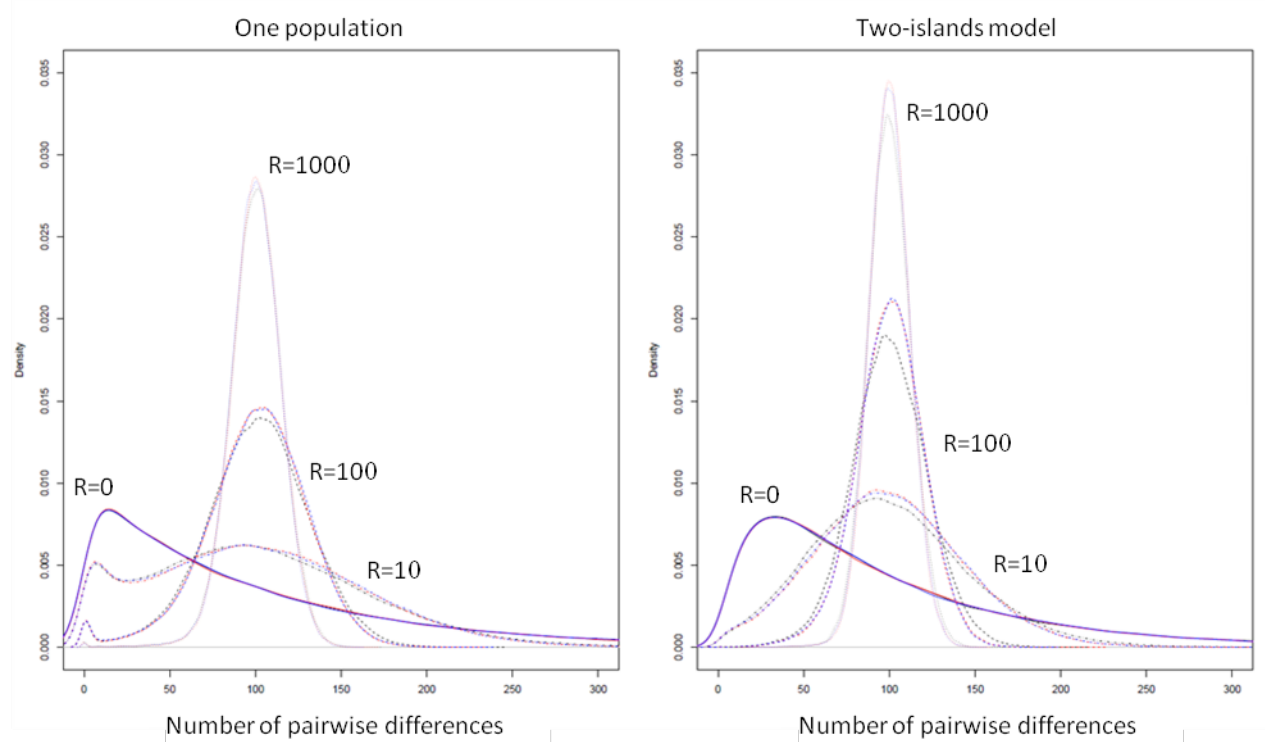 One population
0.035
0.030
0.025
0.020
0.015
0.010
0.005
0.000
Density
R=1000
R=100
R=0
R=10
0 50 100 150 200 250 300
Number of pairwise differences
Two-islands model
0.035
0.030
0.025
0.020
0.015
0.010
0.005
0.000
Density
R=1000
R=100
R=0
R=10
0 50 100 150 200 250 300
Number of pairwise differences